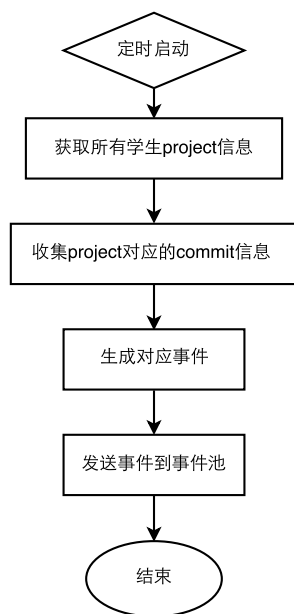 定时启动
获取所有学生project信息
收集project对应的commit信息
生成对应事件
发送事件到事件池
结束